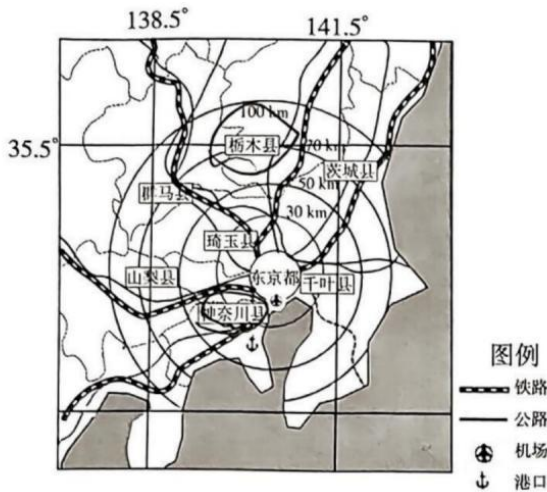 138.5° 141.5°
35.5°
100 km
栃木县
70 km
茨城县
50 km
群马县
30 km
琦玉县
山梨县
东京都
千叶县
神奈川县
图例
铁路
公路
机场
港口